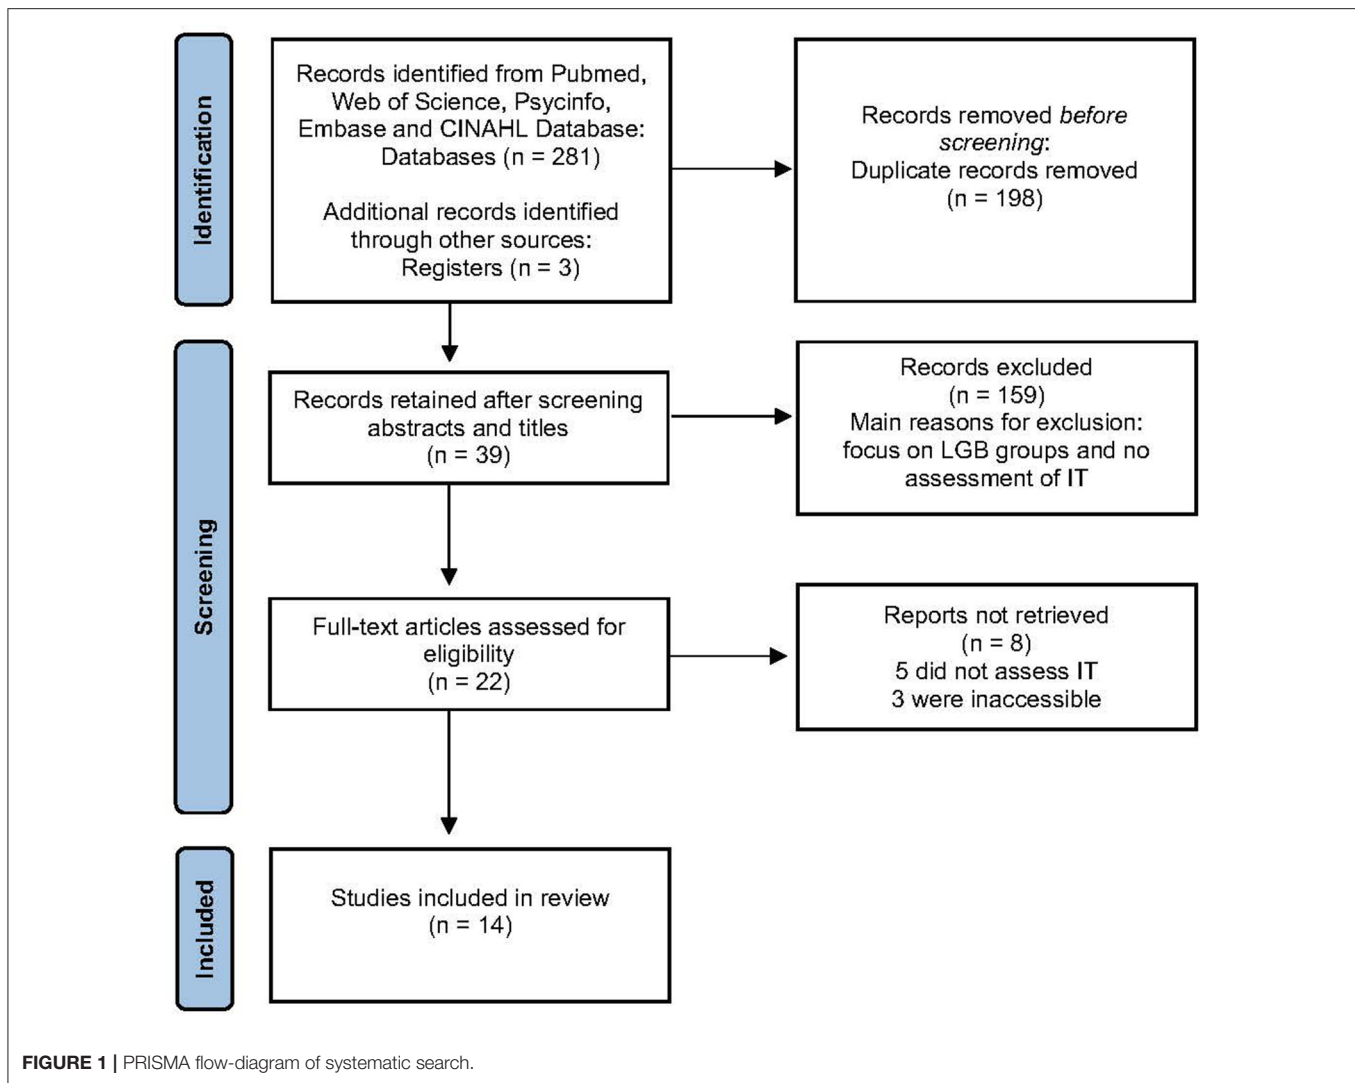 Identification
Records identified from Pubmed,
Web of Science, Psycinfo,
Embase and CINAHL Database:
Databases (n = 281)
Additional records identified
through other sources:
Registers (n = 3)
Records removed before
screening:
Duplicate records removed
(n = 198)
Screening
Records retained after screening
abstracts and titles
(n = 39)
Records excluded
(n = 159)
Main reasons for exclusion:
focus on LGB groups and no
assessment of IT
Full-text articles assessed for
eligibility
(n = 22)
Reports not retrieved
(n = 8)
5 did not assess IT
3 were inaccessible
Included
Studies included in review
(n = 14)
FIGURE 1 | PRISMA flow-diagram of systematic search.